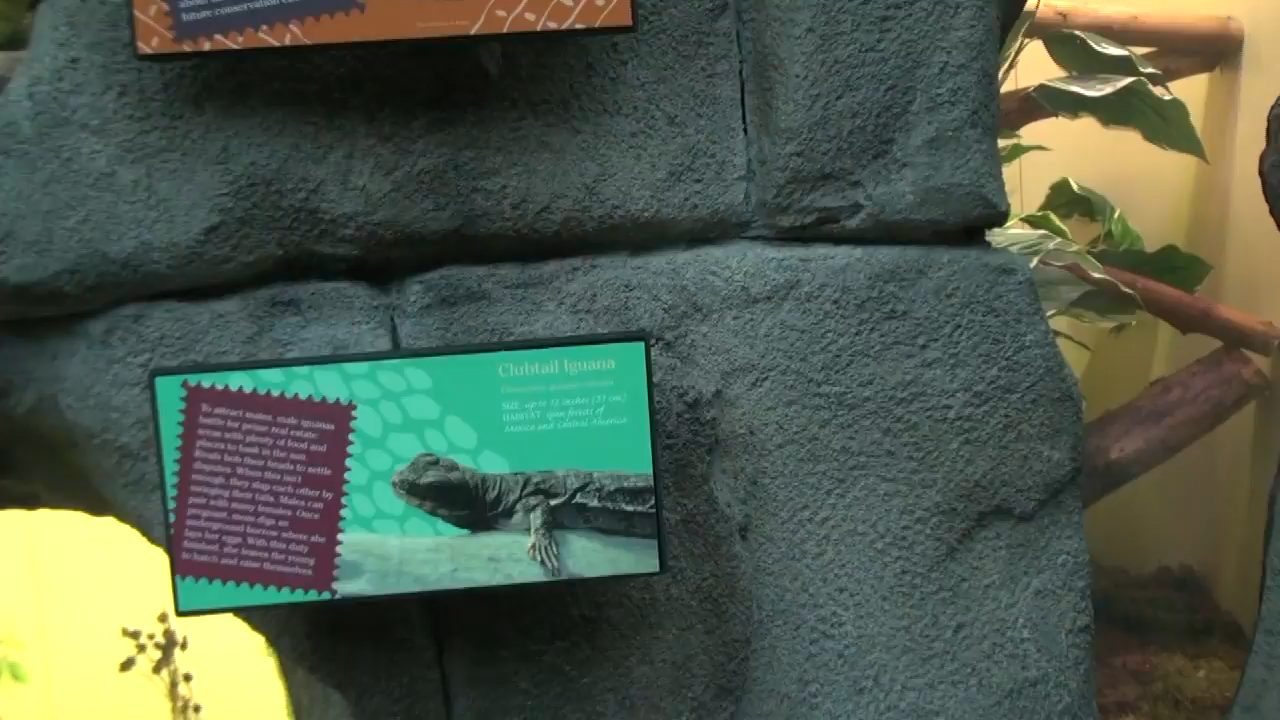 future conservation
Clubtail Iguana
SIZE up to 12 inches (31 cm)
HABITAT open forests of
Mexico and Central America
To attract mates, male iguanas
battle for prime real estate:
areas with plenty of food and
places to bask in the sun.
Rivals bob their heads to settle
disputes. When this isn't
enough, they slap each other by
swinging their tails. Males can
pair with many females. Once
pregnant, mom digs an
underground burrow where she
lays her eggs. With this duty
finished, she leaves the young
to hatch and raise themselves